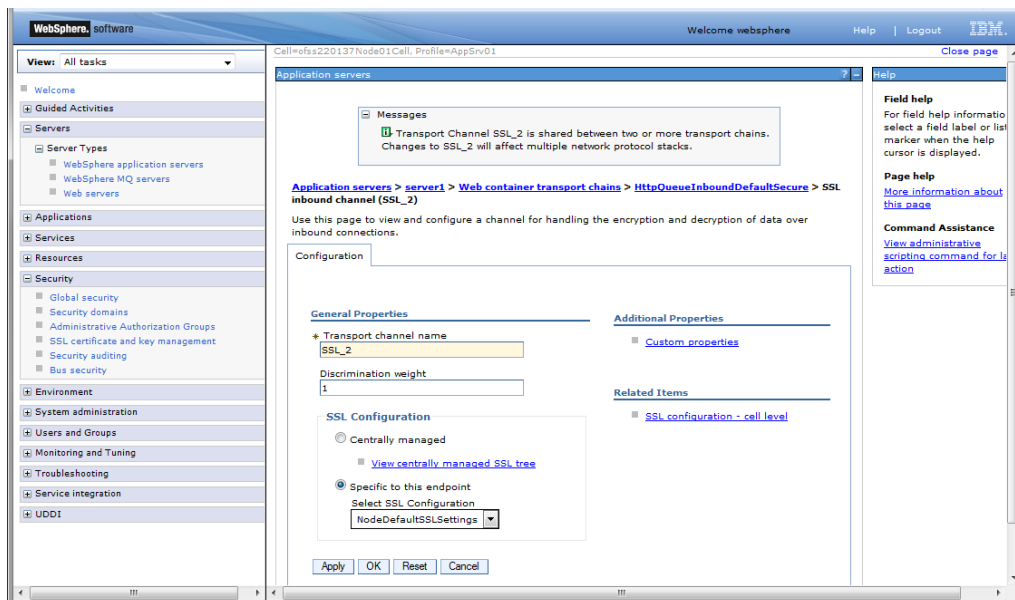 WebSphere. software
Welcome websphere
Help | Logout
IBM.
View: All tasks
Welcome
Guided Activities
Servers
Server Types
WebSphere application servers
WebSphere MQ servers
Web servers
Applications
Services
Resources
Security
Global security
Security domains
Administrative Authorization Groups
SSL certificate and key management
Security auditing
Bus security
Environment
System administration
Users and Groups
Monitoring and Tuning
Troubleshooting
Service integration
UDDI
Cell=ofss220137Node01Cell, Profile=AppSrv01
Close page
Application servers
? –
Messages
Transport Channel SSL_2 is shared between two or more transport chains.
Changes to SSL_2 will affect multiple network protocol stacks.
Application servers > server1 > Web container transport chains > HttpQueueInboundDefaultSecure > SSL
inbound channel (SSL_2)
Use this page to view and configure a channel for handling the encryption and decryption of data over
inbound connections.
Configuration
General Properties
* Transport channel name
SSL_2
Discrimination weight
1
SSL Configuration
Centrally managed
View centrally managed SSL tree
Specific to this endpoint
Select SSL Configuration
NodeDefaultSSLSettings
Apply OK Reset Cancel
Additional Properties
Custom properties
Related Items
SSL configuration - cell level
Help
Field help
For field help informatio
select a field label or list
marker when the help
cursor is displayed.
Page help
More information about
this page
Command Assistance
View administrative
scripting command for la
action